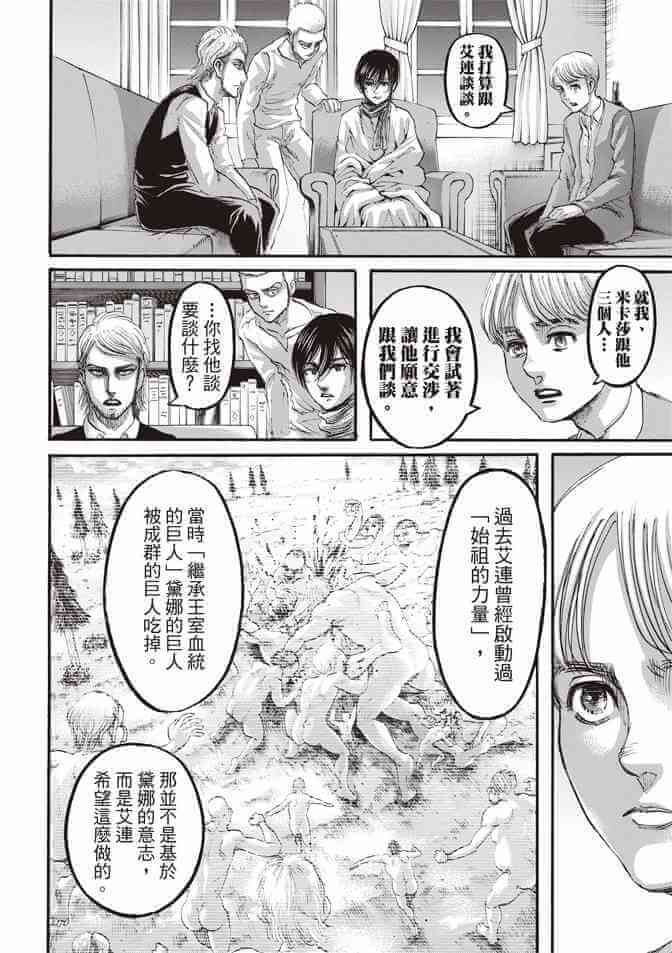 我打算跟
艾連談談。
就我、
米卡莎跟他
三個人…
我會試著
進行交涉，
讓他願意
跟我們談。
…你找他談
要談什麼？
過去艾連曾經啟動過
「始祖的力量」，
當時「繼承王室血統
的巨人」黛娜的巨人
被成群的巨人吃掉。
那並不是基於
黛娜的意志，
而是艾連
希望這麼做的。